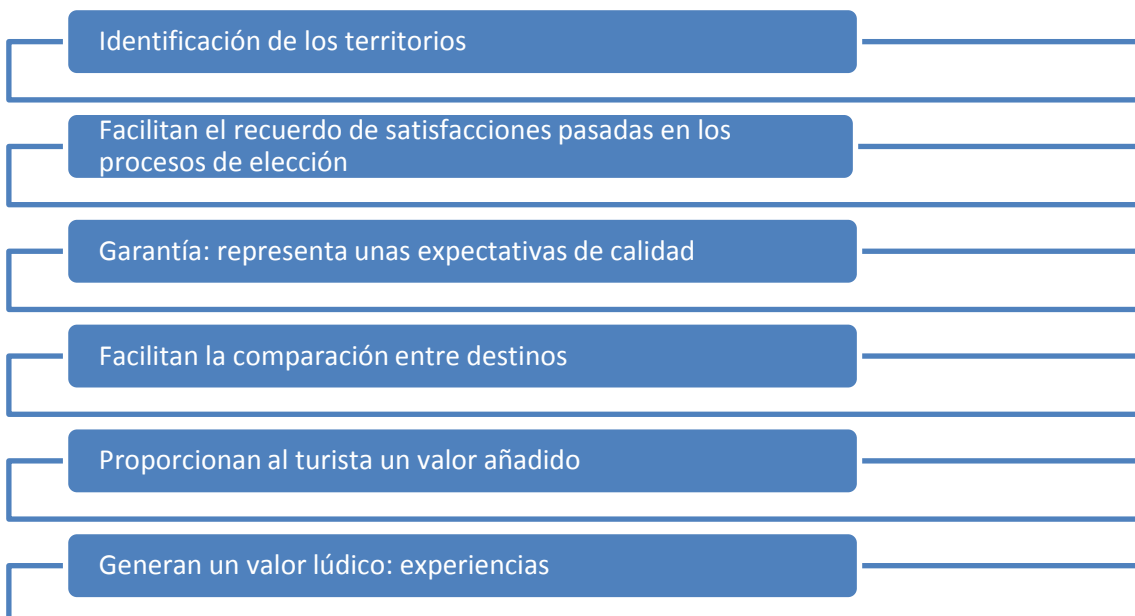 Identificación de los territorios
Facilitan el recuerdo de satisfacciones pasadas en los
procesos de elección
Garantía: representa unas expectativas de calidad
Facilitan la comparación entre destinos
Proporcionan al turista un valor añadido
Generan un valor lúdico: experiencias